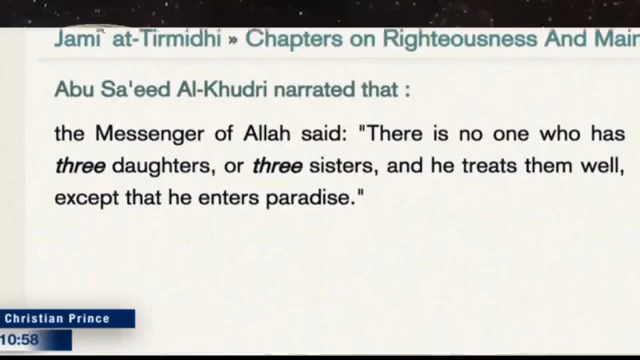 Jami` at-Tirmidhi » Chapters on Righteousness And Main
Abu Sa'eed Al-Khudri narrated that :
the Messenger of Allah said: "There is no one who has
three daughters, or three sisters, and he treats them well,
except that he enters paradise."
Christian Prince
10:58